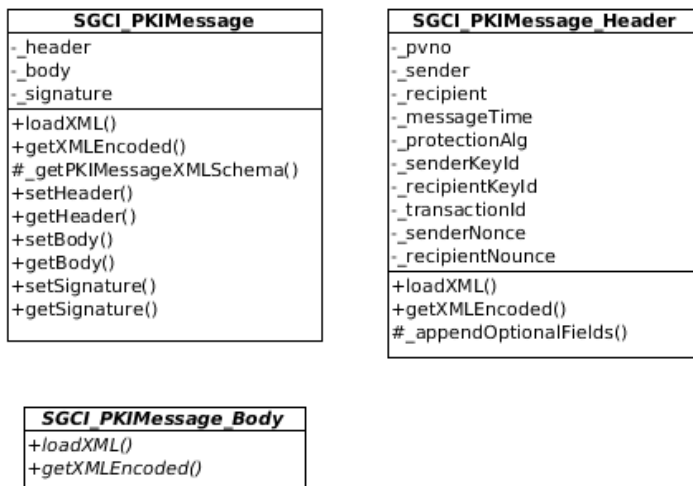 SGCI_PKIMessage
-_header
-_body
-_signature
+loadXML()
+getXMLEncoded()
#_getPKIMessageXMLSchema()
+setHeader()
+getHeader()
+setBody()
+getBody()
+setSignature()
+getSignature()
SGCI_PKIMessage_Header
-_pvno
-_sender
-_recipient
-_messageTime
-_protectionAlg
-_senderKeyId
-_recipientKeyId
-_transactionId
-_senderNonce
-_recipientNounce
+loadXML()
+getXMLEncoded()
#_appendOptionalFields()
SGCI_PKIMessage_Body
+loadXML()
+getXMLEncoded()